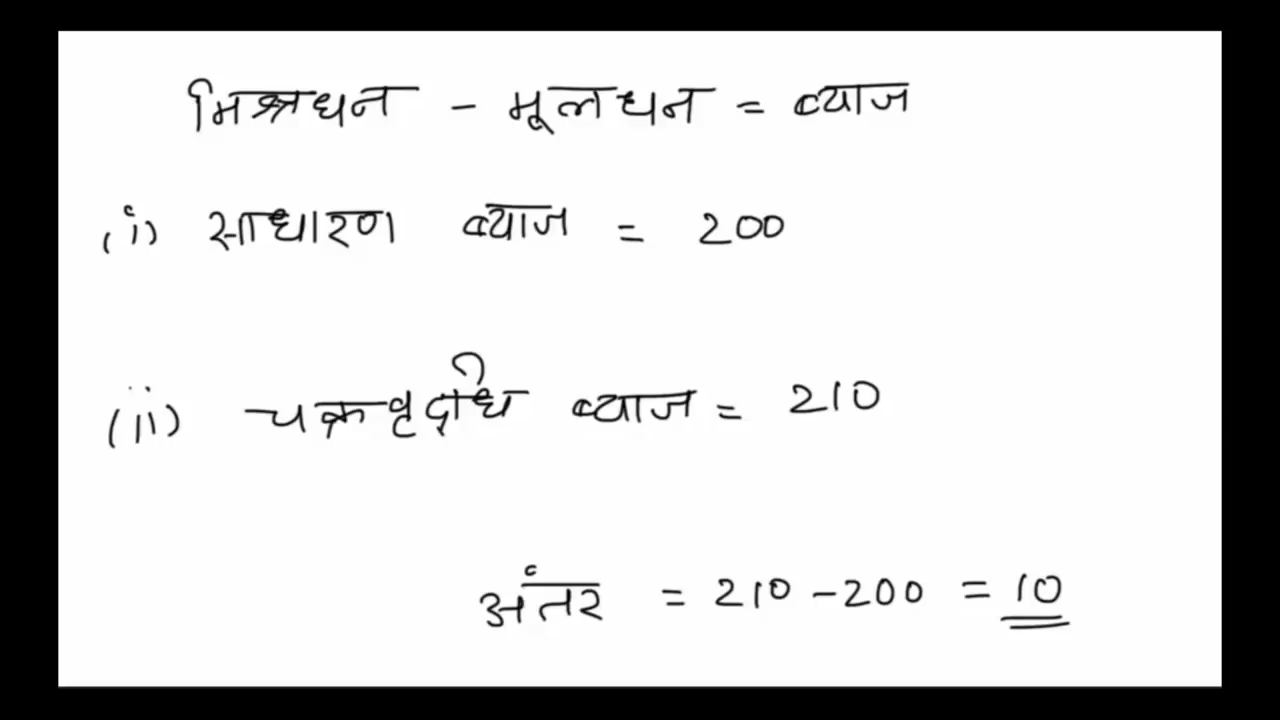 मिश्रधन - मूलधन = ब्याज
(i) साधारण ब्याज = 200
(ii) चक्रवृद्धि ब्याज = 210
अंतर = 210 - 200 = 10